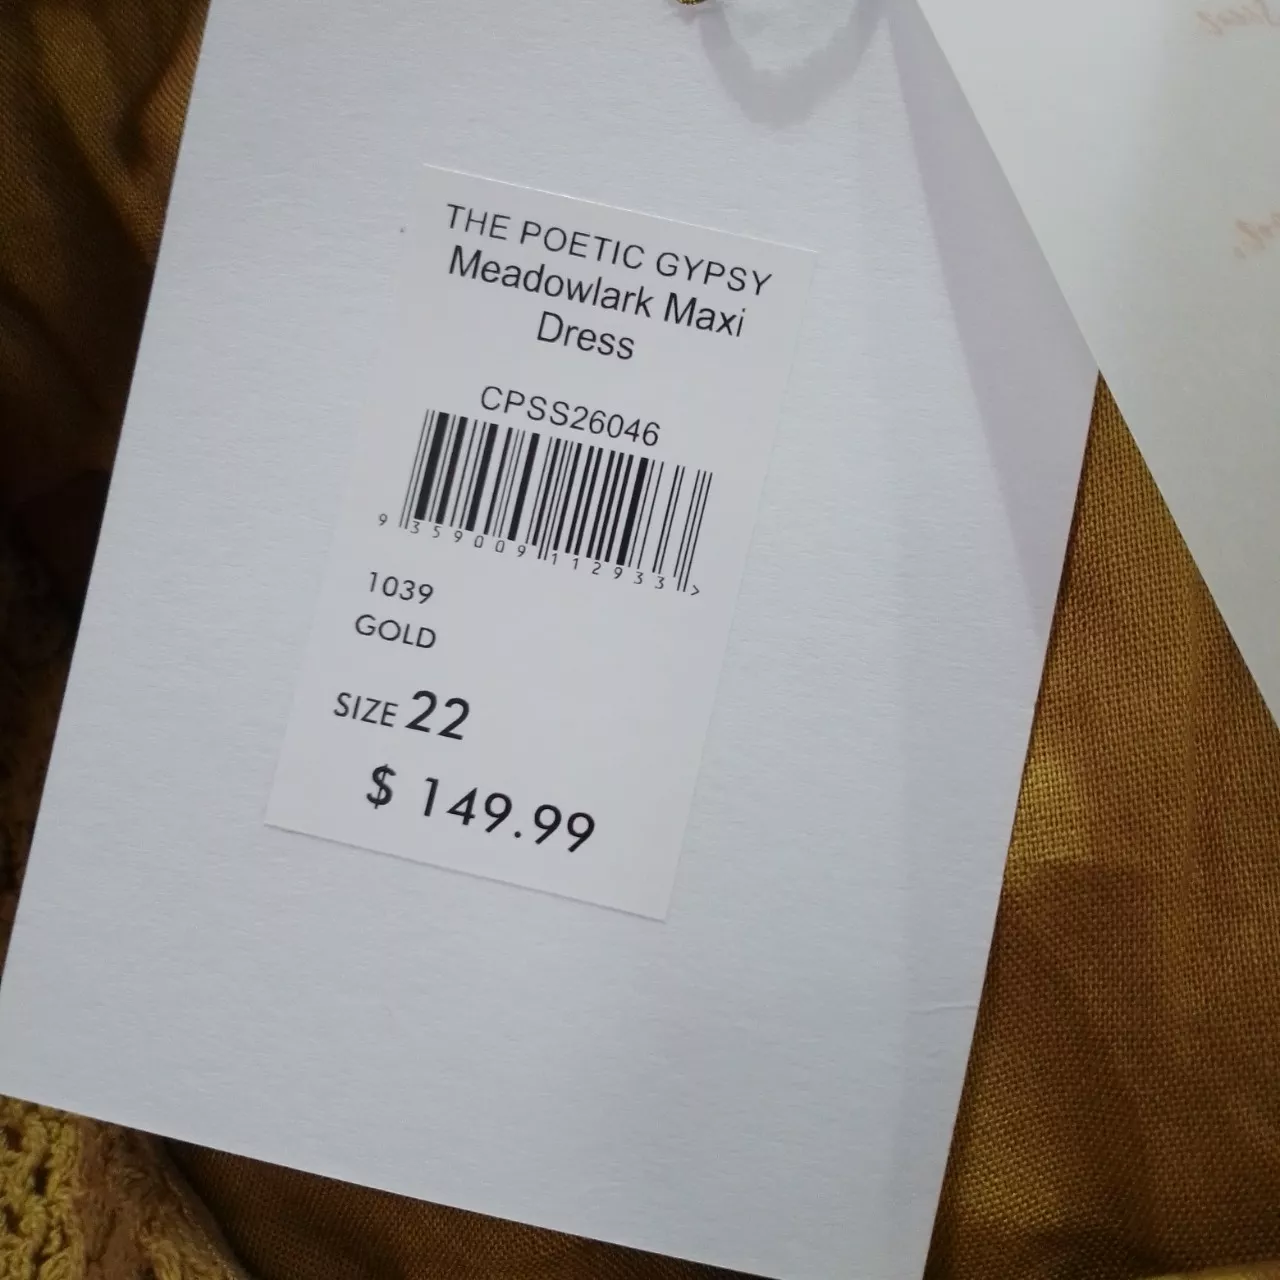 THE POETIC GYPSY
Meadowlark Maxi
Dress
CPSS26046
9 359009 112933 >
1039
GOLD
SIZE 22
$ 149.99